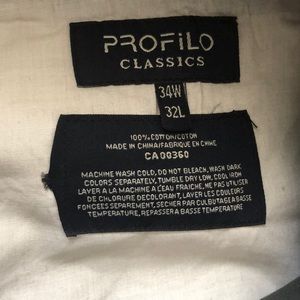 PROFILO
CLASSICS
34W
32L
100% COTTON/COTON
MADE IN CHINA/FABRIQUE EN CHINE
CA 00360
MACHINE WASH COLD, DO NOT BLEACH, WASH DARK
COLORS SEPARATELY, TUMBLE DRY LOW, COOL IRON
LAVER A LA MACHINE A L'EAU FRAICHE, NE PAS UTILISER
DE CHLORURE DECOLORANT, LAVER LES COULEURS
FONCEES SEPAREMENT, SECHER PAR CULBUTAGE A BASSE
TEMPERATURE, REPASSER A BASSE TEMPERATURE.